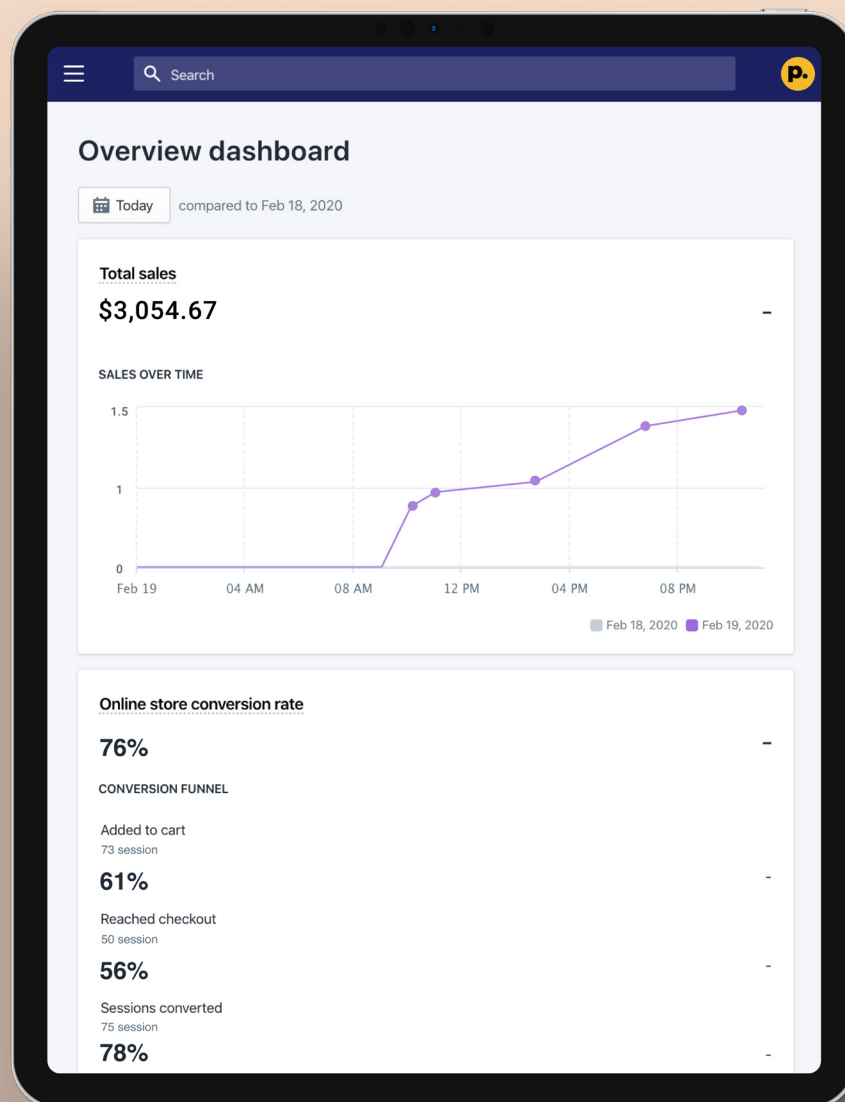 Search
p.
Overview dashboard
Today compared to Feb 18, 2020
Total sales
$3,054.67 -
SALES OVER TIME
1.5
1
0
Feb 19 04 AM 08 AM 12 PM 04 PM 08 PM
Feb 18, 2020 Feb 19, 2020
Online store conversion rate
76% -
CONVERSION FUNNEL
Added to cart
73 session
61% -
Reached checkout
50 session
56% -
Sessions converted
75 session
78% -